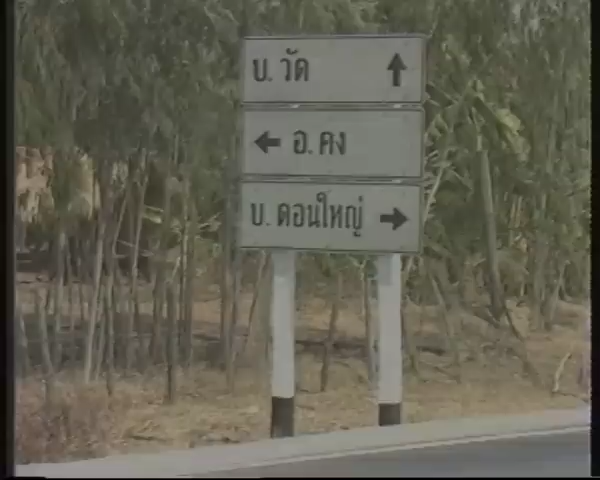 บ. วัด ↑
← อ. คง
บ. ดอนใหญ่ →